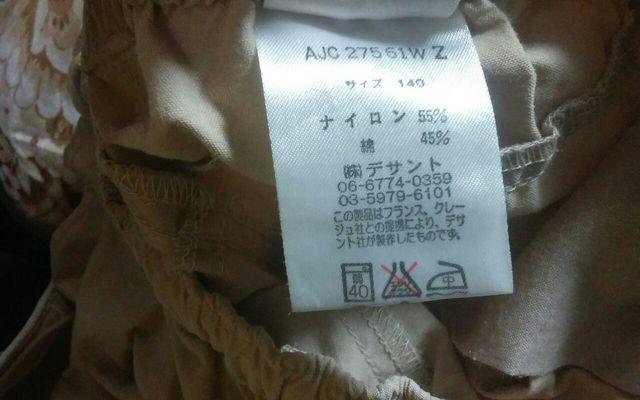 AJC 27561W Z
サイズ 140
ナイロン 55%
綿 45%
㈱デサント
06-6774-0359
03-5979-6101
この製品はフランス、クレー
ジュ社との提携により、デサ
ント社が製作したものです。
弱 40 中